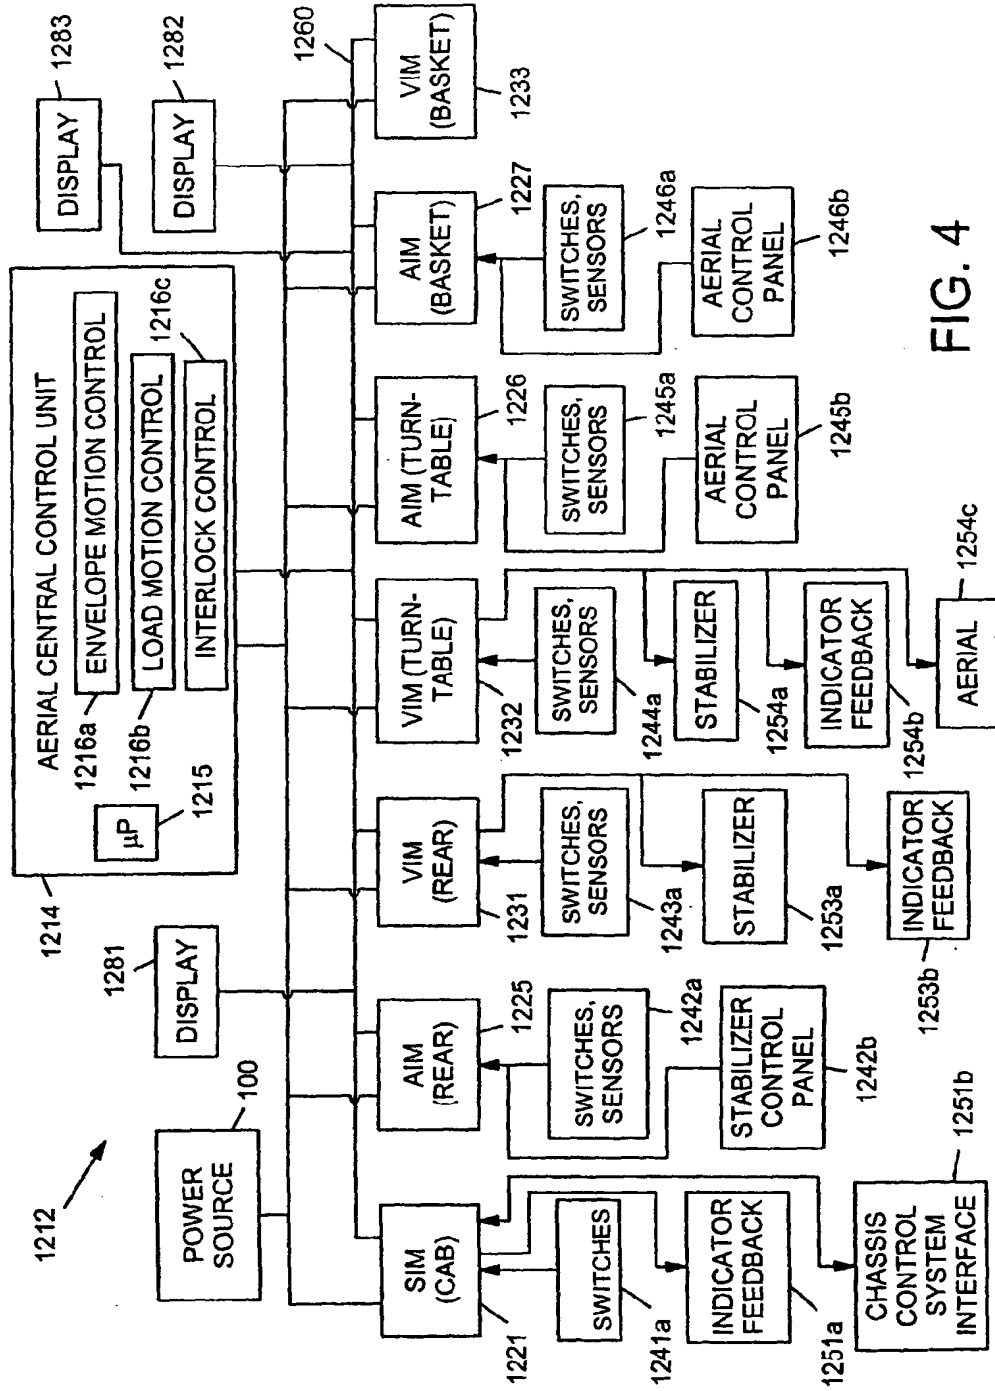 1212
POWER
SOURCE
100
DISPLAY
1281
1214
AERIAL CENTRAL CONTROL UNIT
µP
1215
ENVELOPE MOTION CONTROL
1216a
LOAD MOTION CONTROL
1216b
INTERLOCK CONTROL
1216c
DISPLAY
1283
DISPLAY
1282
1260
SIM
(CAB)
1221
AIM
(REAR)
1225
VIM
(REAR)
1231
VIM (TURN-
TABLE)
1232
AIM (TURN-
TABLE)
1226
AIM
(BASKET)
1227
VIM
(BASKET)
1233
SWITCHES
1241a
INDICATOR
FEEDBACK
1251a
CHASSIS
CONTROL
SYSTEM
INTERFACE
1251b
SWITCHES,
SENSORS
1242a
STABILIZER
CONTROL
PANEL
1242b
SWITCHES,
SENSORS
1243a
STABILIZER
1253a
INDICATOR
FEEDBACK
1253b
SWITCHES,
SENSORS
1244a
STABILIZER
1254a
INDICATOR
FEEDBACK
1254b
AERIAL
1254c
SWITCHES,
SENSORS
1245a
AERIAL
CONTROL
PANEL
1245b
SWITCHES,
SENSORS
1246a
AERIAL
CONTROL
PANEL
1246b
FIG. 4